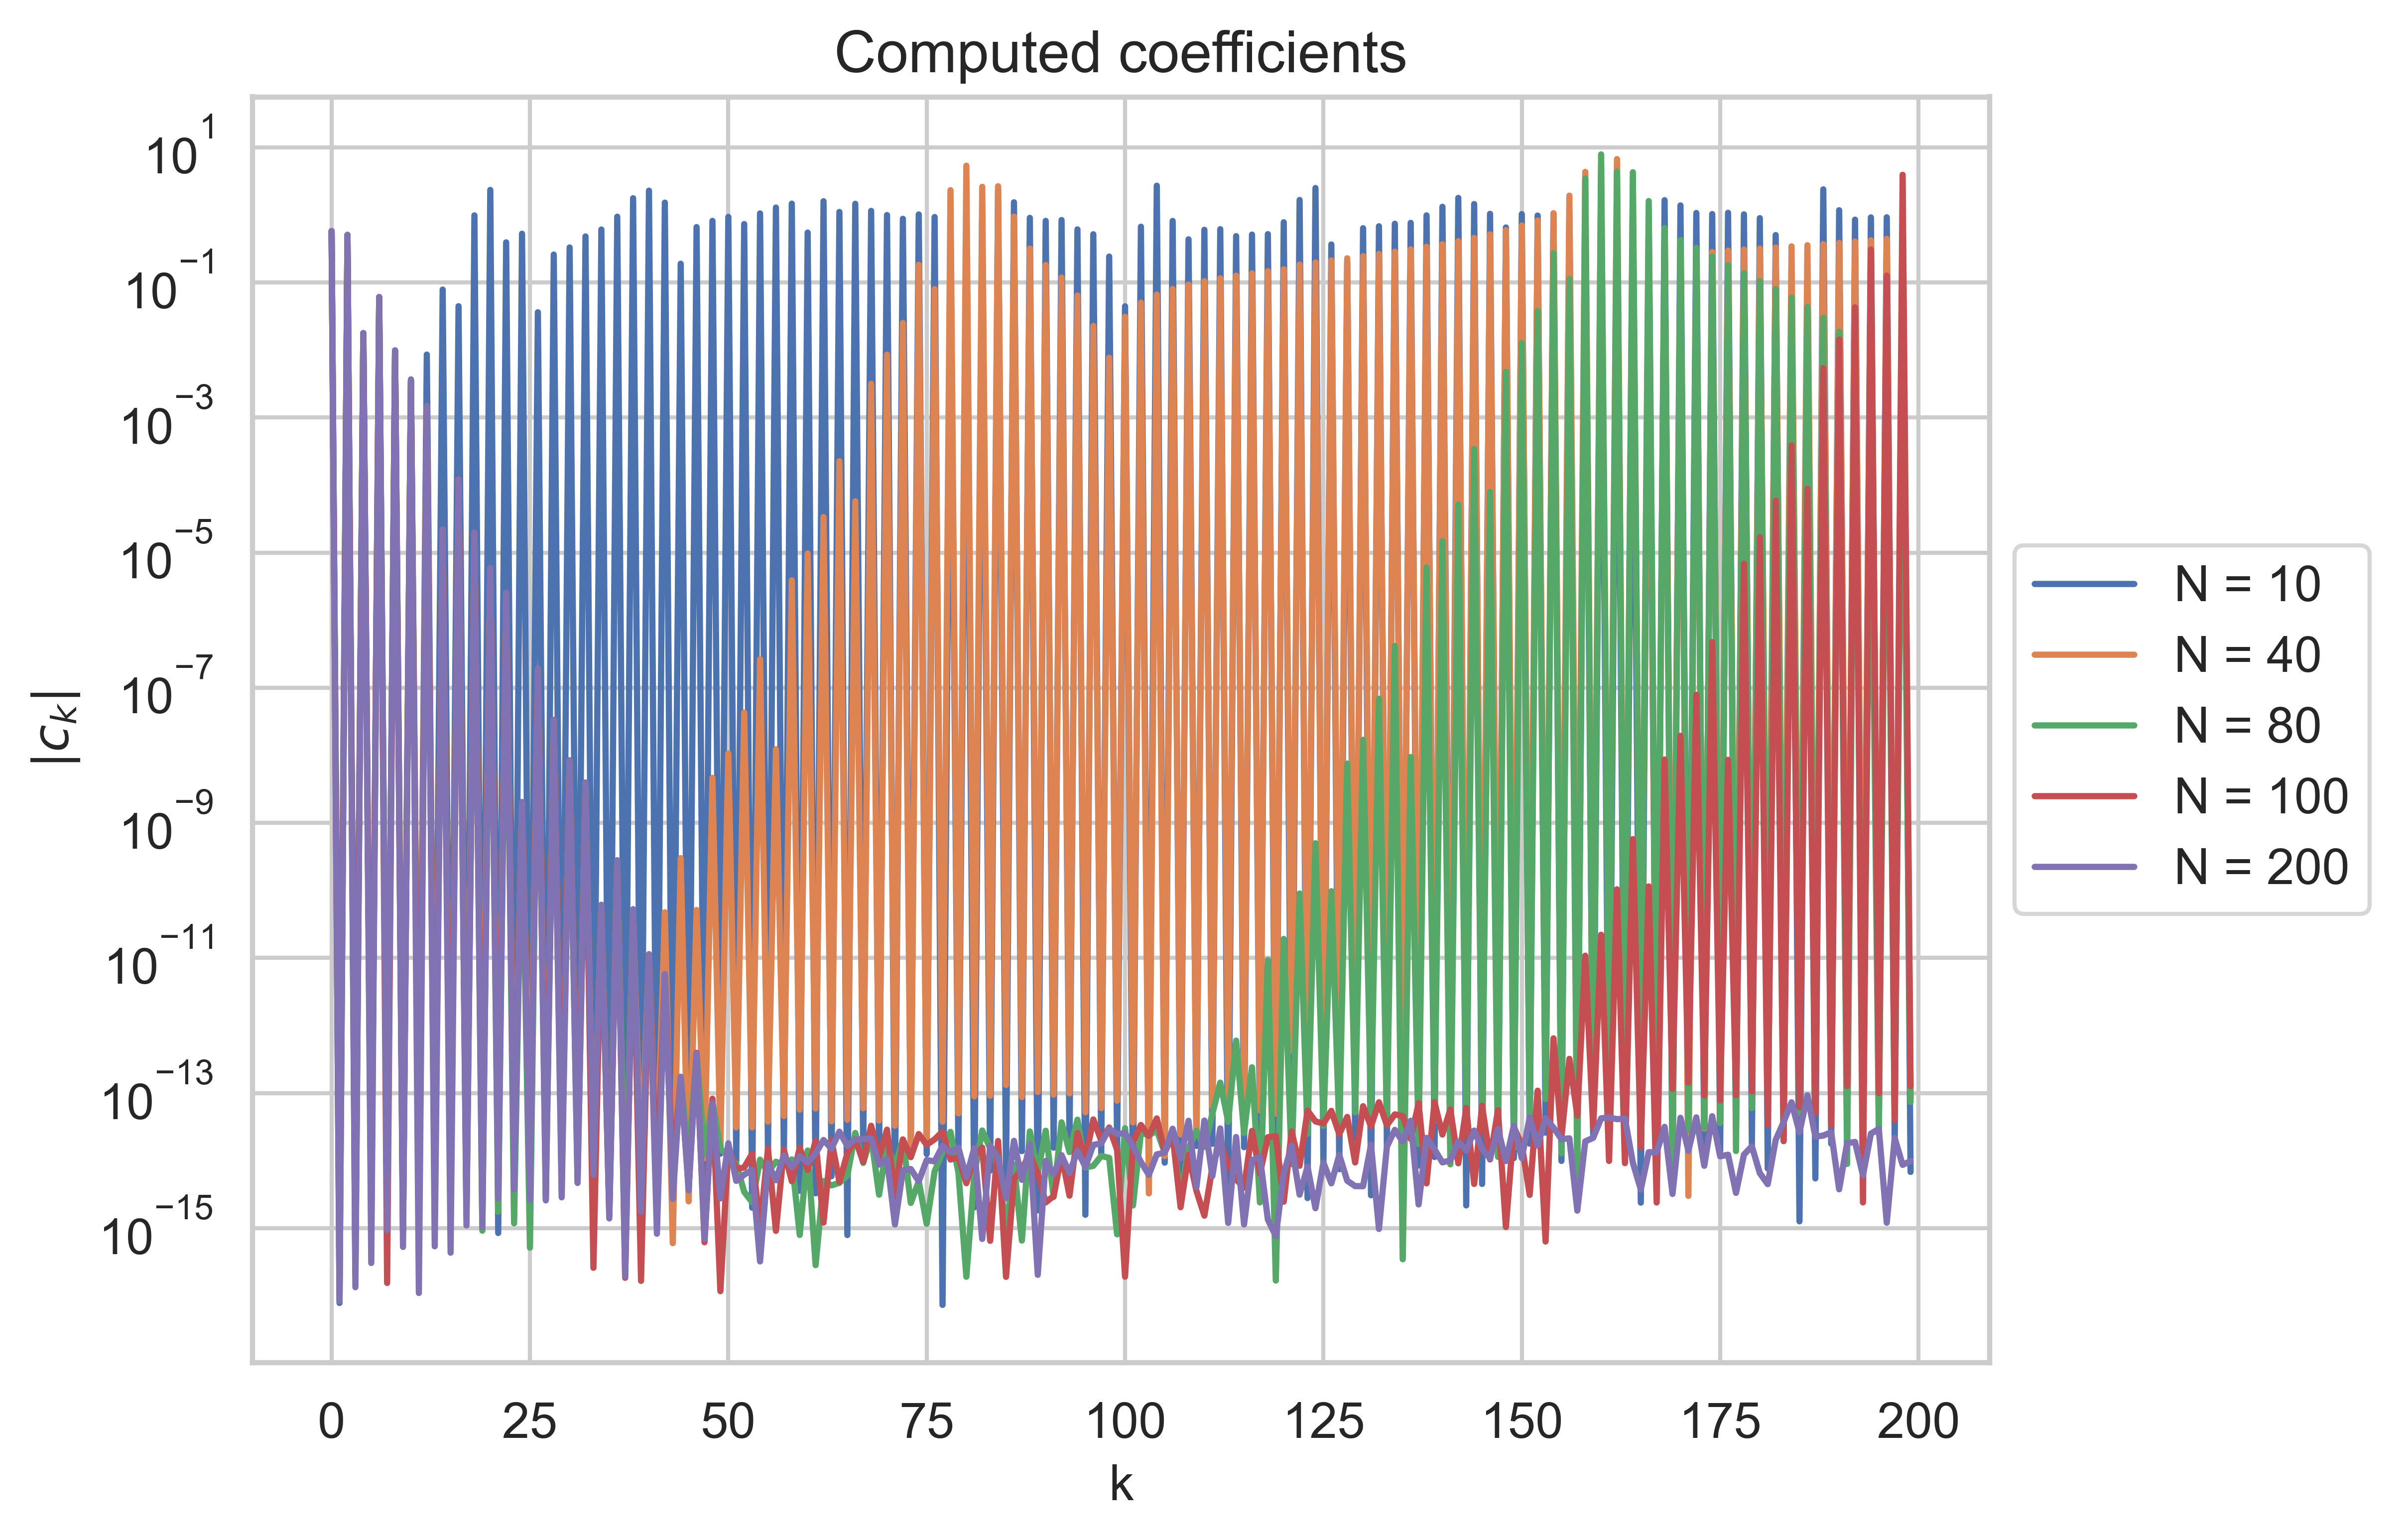 Computed coefficients
|c_k|
10^1
10^−1
10^−3
10^−5
10^−7
10^−9
10^−11
10^−13
10^−15
0 25 50 75 100 125 150 175 200
k
N = 10
N = 40
N = 80
N = 100
N = 200